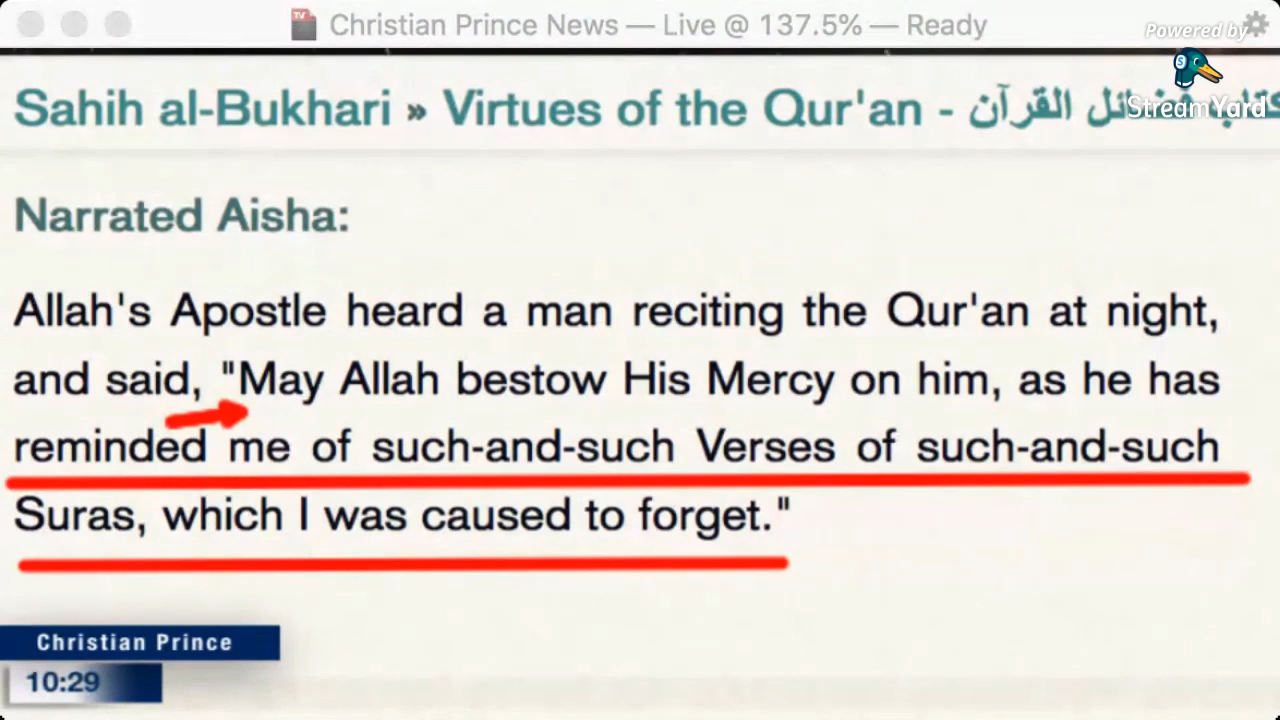 Christian Prince News — Live @ 137.5% — Ready
Powered by
TV
StreamYard
Sahih al-Bukhari » Virtues of the Qur'an - القرآن
Narrated Aisha:
Allah's Apostle heard a man reciting the Qur'an at night,
and said, "May Allah bestow His Mercy on him, as he has
reminded me of such-and-such Verses of such-and-such
Suras, which I was caused to forget."
Christian Prince
10:29